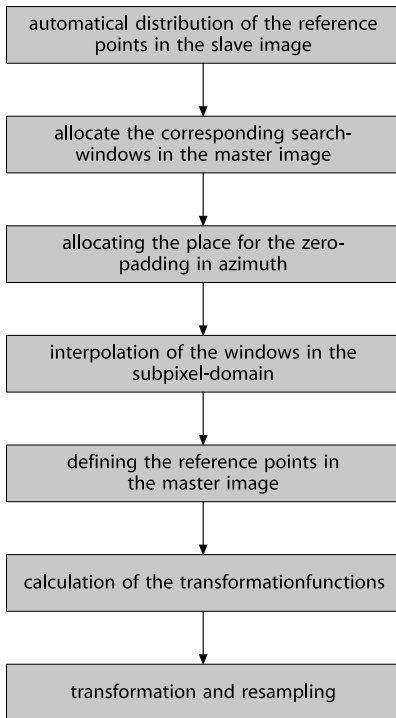 automatical distribution of the reference
points in the slave image
allocate the corresponding search-
windows in the master image
allocating the place for the zero-
padding in azimuth
interpolation of the windows in the
subpixel-domain
defining the reference points in
the master image
calculation of the transformationfunctions
transformation and resampling